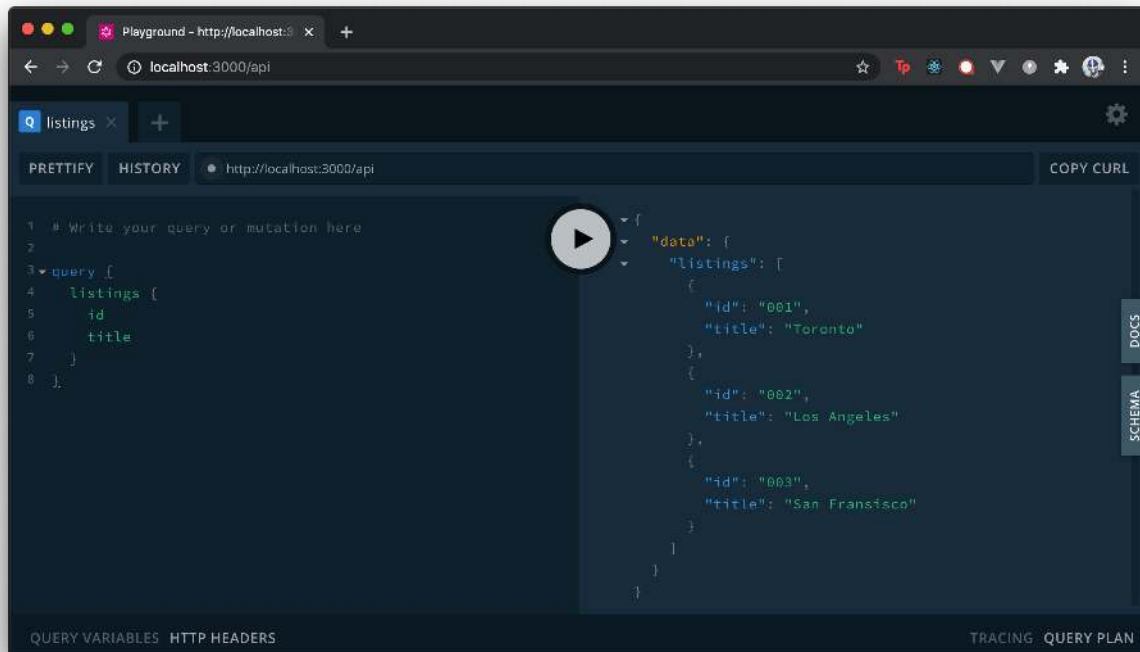 Playground - http://localhost:3
localhost:3000/api
Tp
Q listings
PRETTIFY HISTORY http://localhost:3000/api COPY CURL
1 # Write your query or mutation here
2
3 query {
4 listings {
5 id
6 title
7 }
8 }
{
"data": {
"listings": [
{
"id": "001",
"title": "Toronto"
},
{
"id": "002",
"title": "Los Angeles"
},
{
"id": "003",
"title": "San Fransisco"
}
]
}
}
DOCS
SCHEMA
QUERY VARIABLES HTTP HEADERS TRACING QUERY PLAN